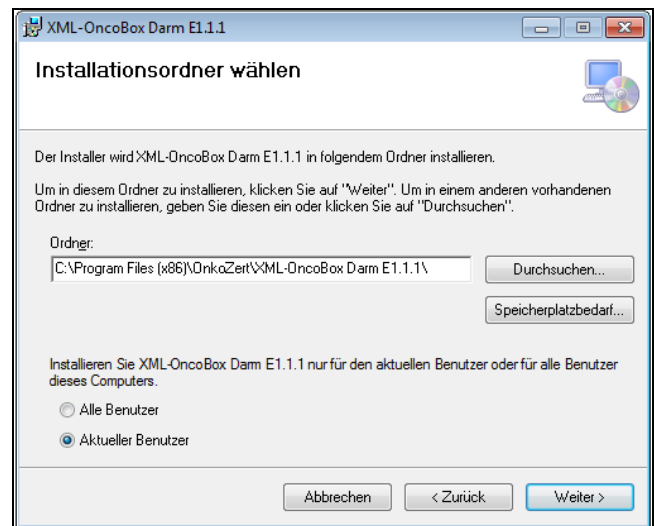 XML-OncoBox Darm E1.1.1
Installationsordner wählen
Der Installer wird XML-OncoBox Darm E1.1.1 in folgendem Ordner installieren.
Um in diesem Ordner zu installieren, klicken Sie auf "Weiter". Um in einem anderen vorhandenen
Ordner zu installieren, geben Sie diesen ein oder klicken Sie auf "Durchsuchen".
Ordner:
C:\Program Files (x86)\OnkoZert\XML-OncoBox Darm E1.1.1\
Durchsuchen...
Speicherplatzbedarf...
Installieren Sie XML-OncoBox Darm E1.1.1 nur für den aktuellen Benutzer oder für alle Benutzer
dieses Computers.
Alle Benutzer
Aktueller Benutzer
Abbrechen
< Zurück
Weiter >